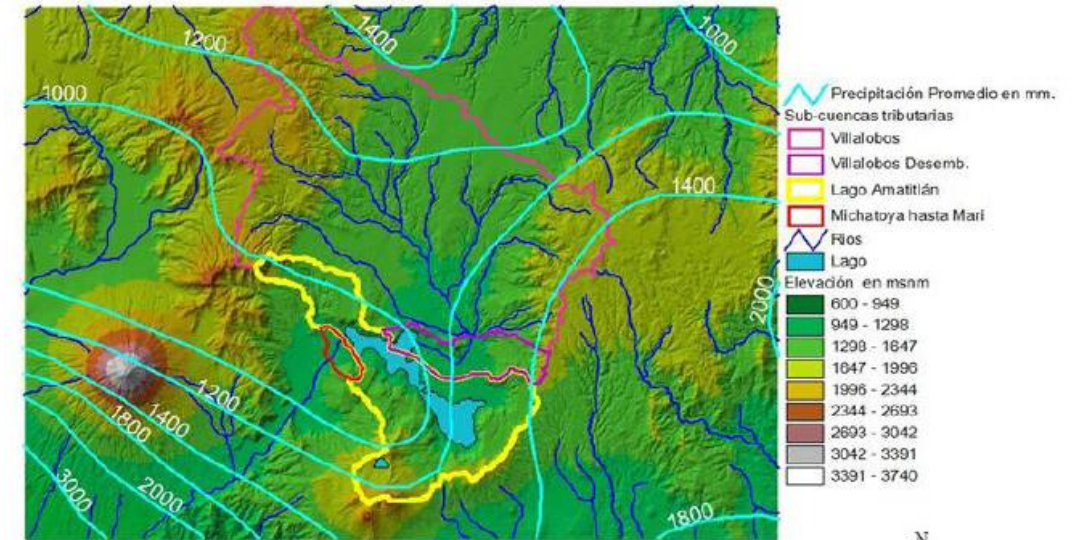 1400
1200
1000
1000
1400
2000
1200
1400
1800
2000
3000
1800
Precipitación Promedio en mm.
Sub-cuencas tributarias
Villalobos
Villalobos Desemb.
Lago Amatitlán
Michatoya hasta Mari
Rios
Lago
Elevación en msnm
600 - 949
949 - 1298
1298 - 1647
1647 - 1996
1996 - 2344
2344 - 2693
2693 - 3042
3042 - 3391
3391 - 3740
N